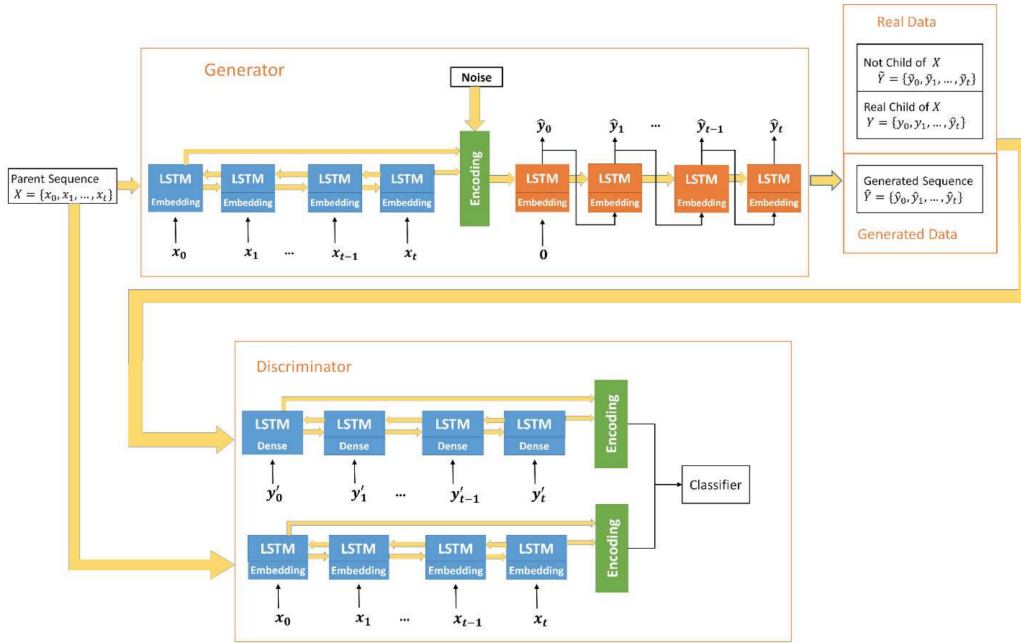 Real Data
Not Child of X
Ỹ = {ỹ₀, ỹ₁, ..., ỹₜ}
Real Child of X
Y = {y₀, y₁, ..., ŷₜ}
Generated Sequence
Ŷ = {ŷ₀, ŷ₁, ..., ŷₜ}
Generated Data
Generator
Noise
ŷ₀ ŷ₁ ... ŷₜ₋₁ ŷₜ
Parent Sequence
X = {x₀, x₁, ..., xₜ}
LSTM LSTM LSTM LSTM Encoding LSTM LSTM LSTM LSTM
Embedding Embedding Embedding Embedding Embedding Embedding Embedding Embedding
x₀ x₁ ... xₜ₋₁ xₜ 0
Discriminator
LSTM LSTM LSTM LSTM Encoding
Dense Dense Dense Dense
y′₀ y′₁ ... y′ₜ₋₁ y′ₜ
Classifier
LSTM LSTM LSTM LSTM Encoding
Embedding Embedding Embedding Embedding
x₀ x₁ ... xₜ₋₁ xₜ